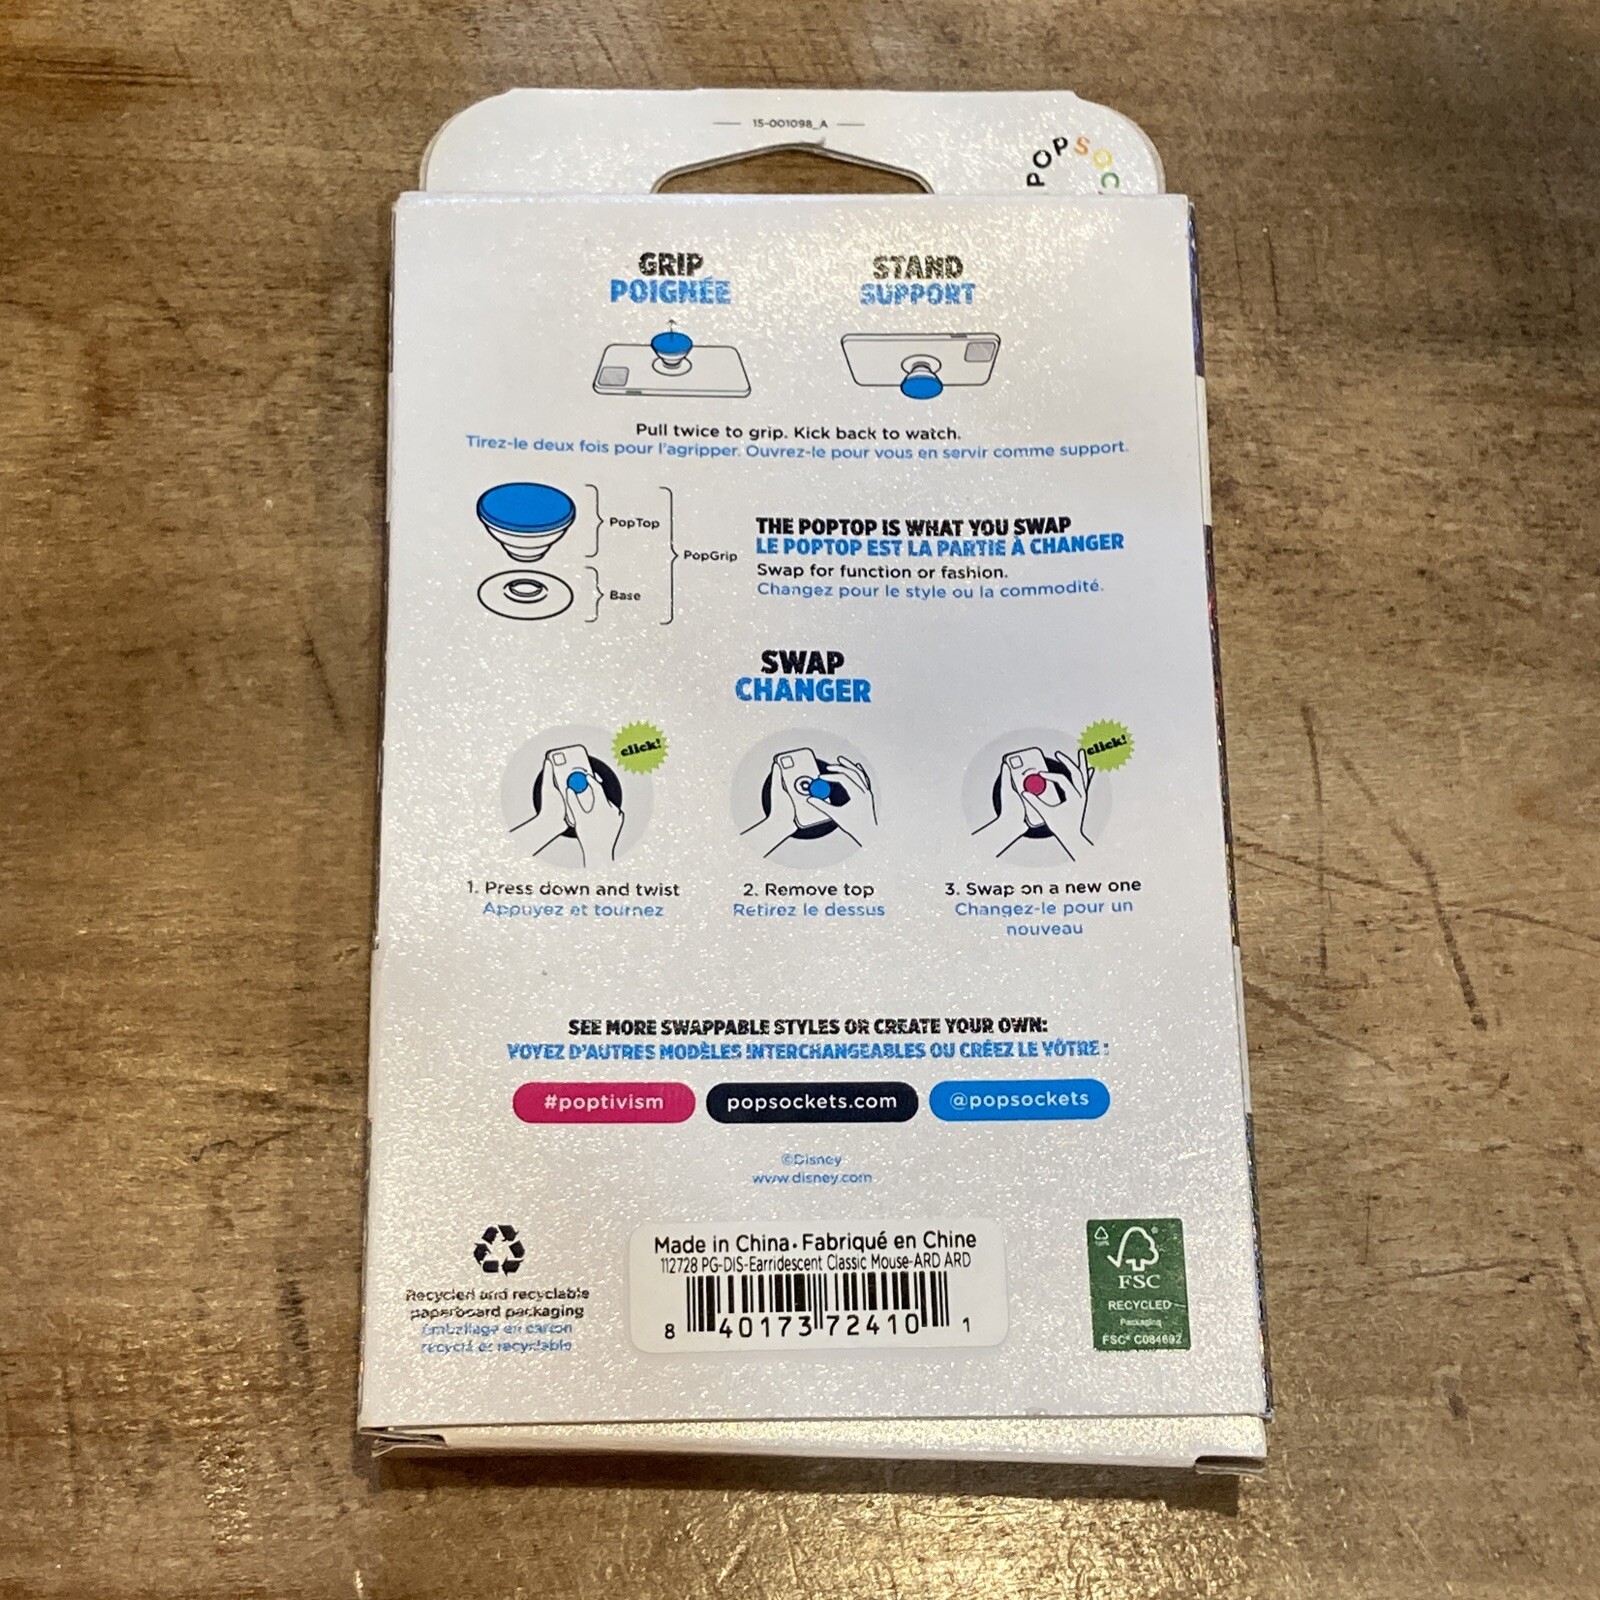 15-001098_A
POPSOC
GRIP
POIGNÉE
STAND
SUPPORT
Pull twice to grip. Kick back to watch.
Tirez-le deux fois pour l'agripper. Ouvrez-le pour vous en servir comme support.
PopTop
PopGrip
Base
THE POPTOP IS WHAT YOU SWAP
LE POPTOP EST LA PARTIE À CHANGER
Swap for function or fashion.
Changez pour le style ou la commodité.
SWAP
CHANGER
click!
click!
1. Press down and twist
Appuyez et tournez
2. Remove top
Retirez le dessus
3. Swap on a new one
Changez-le pour un
nouveau
SEE MORE SWAPPABLE STYLES OR CREATE YOUR OWN:
VOYEZ D'AUTRES MODÈLES INTERCHANGEABLES OU CRÉEZ LE VÔTRE :
#poptivism
popsockets.com
@popsockets
©Disney
www.disney.com
Recycled and recyclable
paperboard packaging
Emballage en carton
recyclé et recyclable
Made in China • Fabriqué en Chine
112728 PG-DIS-Earridescent Classic Mouse-ARD ARD
8 40173 72410 1
FSC
RECYCLED
Packaging
FSC® C084692